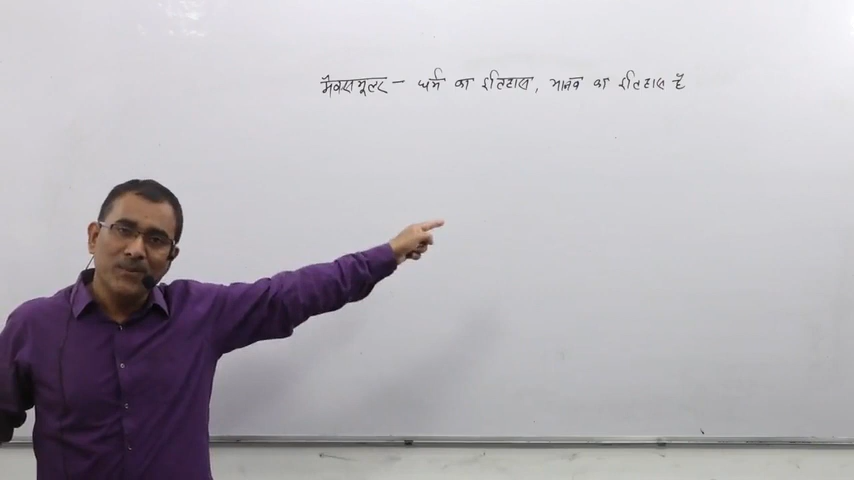 मैक्समूलर - धर्म का इतिहास, मानव का इतिहास है